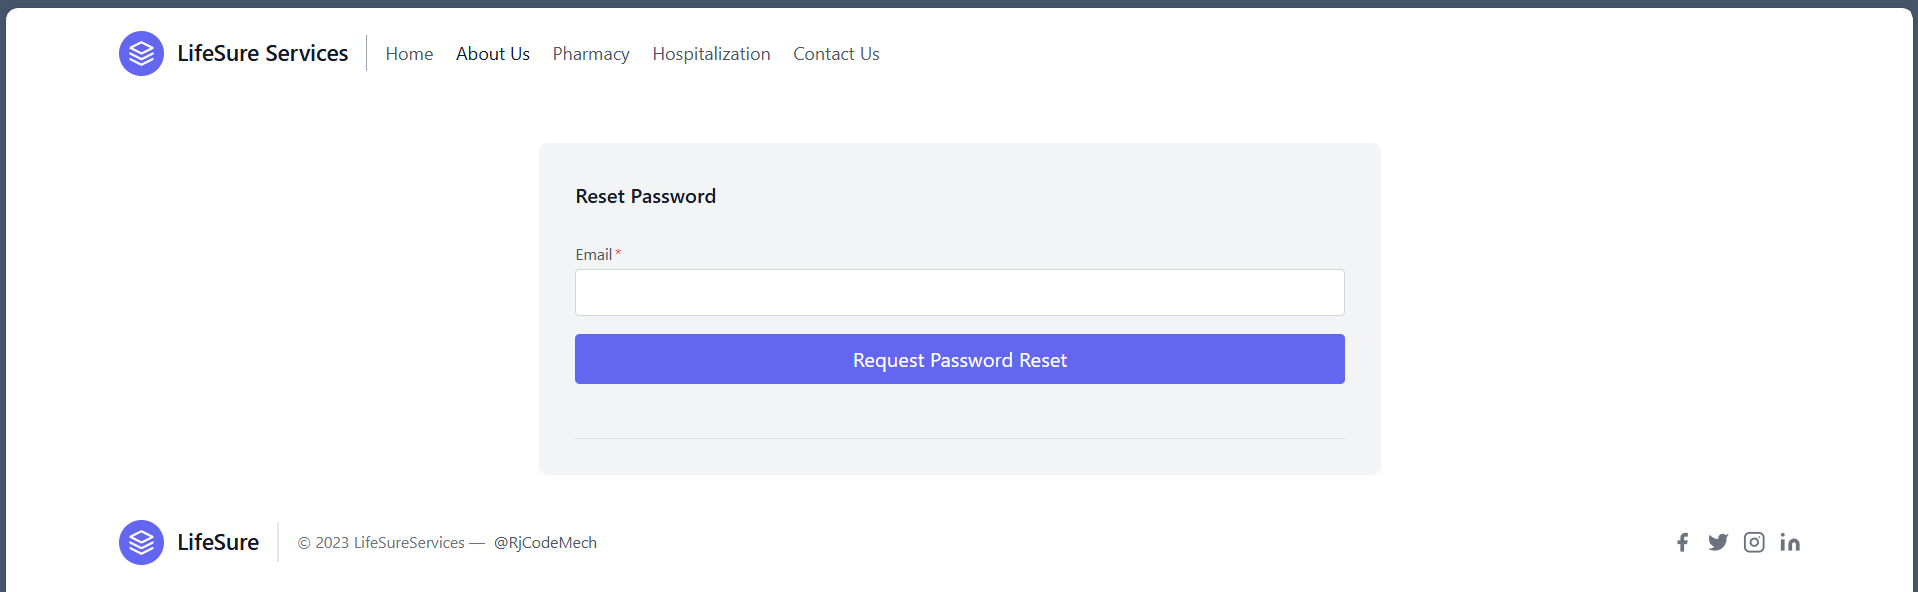 LifeSure Services
Home About Us Pharmacy Hospitalization Contact Us
Reset Password
Email *
Request Password Reset
LifeSure
© 2023 LifeSureServices — @RjCodeMech